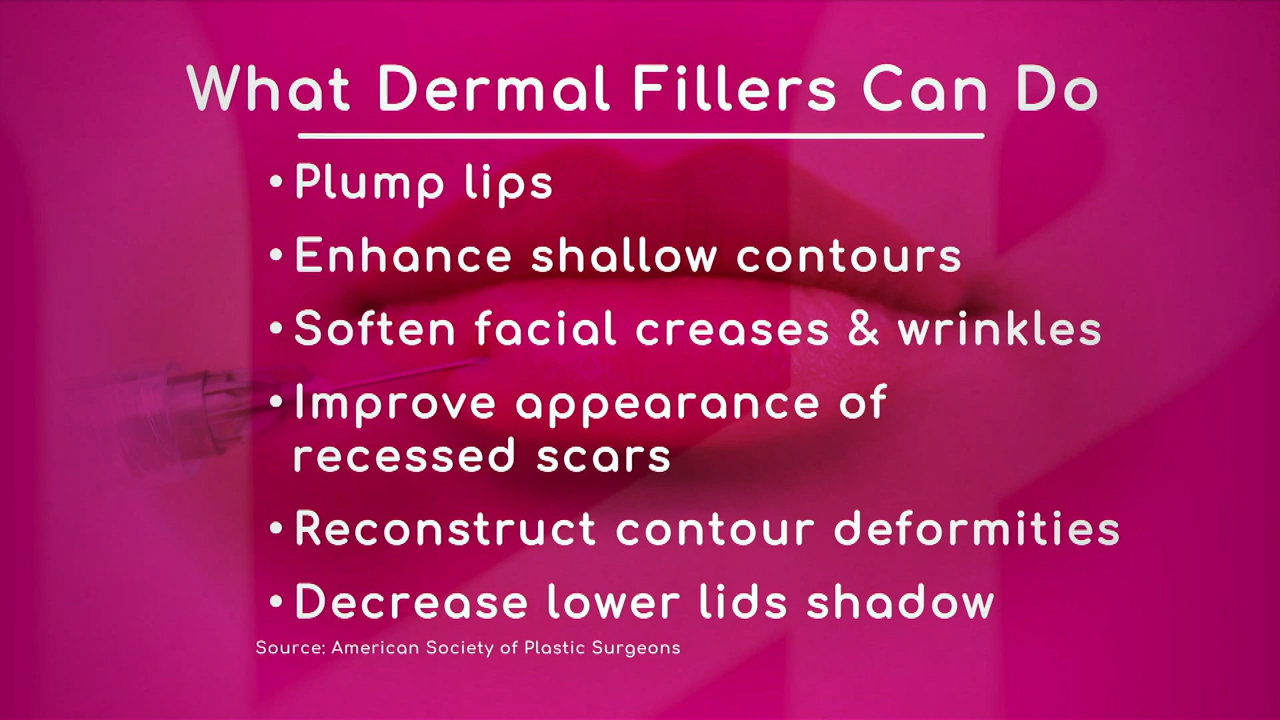 What Dermal Fillers Can Do
• Plump lips
• Enhance shallow contours
• Soften facial creases & wrinkles
• Improve appearance of
recessed scars
• Reconstruct contour deformities
• Decrease lower lids shadow
Source: American Society of Plastic Surgeons